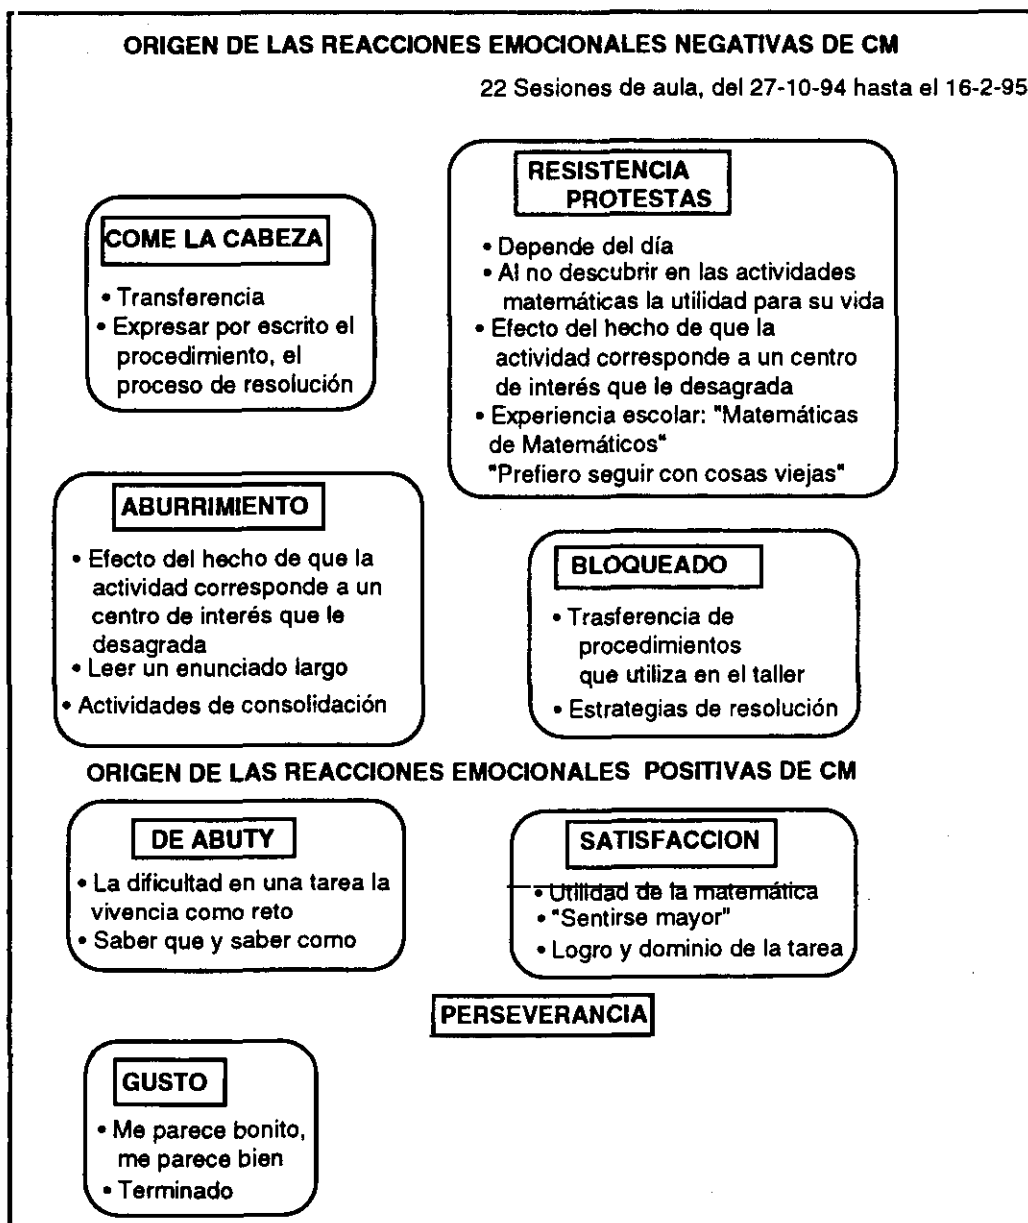 ORIGEN DE LAS REACCIONES EMOCIONALES NEGATIVAS DE CM
22 Sesiones de aula, del 27-10-94 hasta el 16-2-95
COME LA CABEZA
• Transferencia
• Expresar por escrito el
procedimiento, el
proceso de resolución
RESISTENCIA
PROTESTAS
• Depende del día
• Al no descubrir en las actividades
matemáticas la utilidad para su vida
• Efecto del hecho de que la
actividad corresponde a un centro
de interés que le desagrada
• Experiencia escolar: "Matemáticas
de Matemáticos"
"Prefiero seguir con cosas viejas"
ABURRIMIENTO
• Efecto del hecho de que la
actividad corresponde a un
centro de interés que le
desagrada
• Leer un enunciado largo
• Actividades de consolidación
BLOQUEADO
• Trasferencia de
procedimientos
que utiliza en el taller
• Estrategias de resolución
ORIGEN DE LAS REACCIONES EMOCIONALES POSITIVAS DE CM
DE ABUTY
• La dificultad en una tarea la
vivencia como reto
• Saber que y saber como
SATISFACCION
• Utilidad de la matemática
• "Sentirse mayor"
• Logro y dominio de la tarea
PERSEVERANCIA
GUSTO
• Me parece bonito,
me parece bien
• Terminado